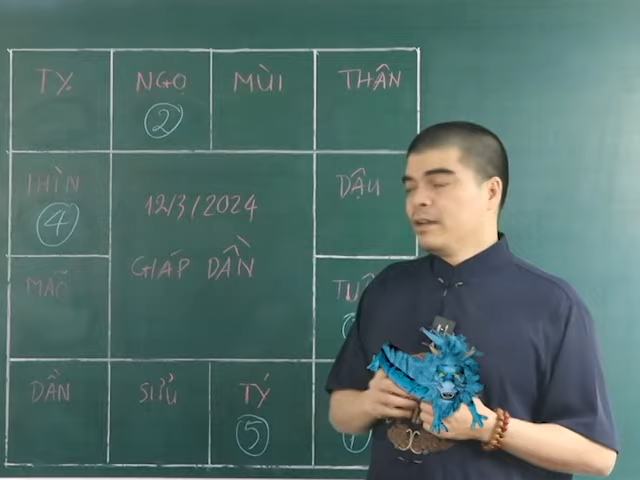 TỴ NGỌ MÙI THÂN
2
THÌN DẬU
4
12/3/2024
GIÁP DẦN
MÃO
DẦN SỬU TÝ
5